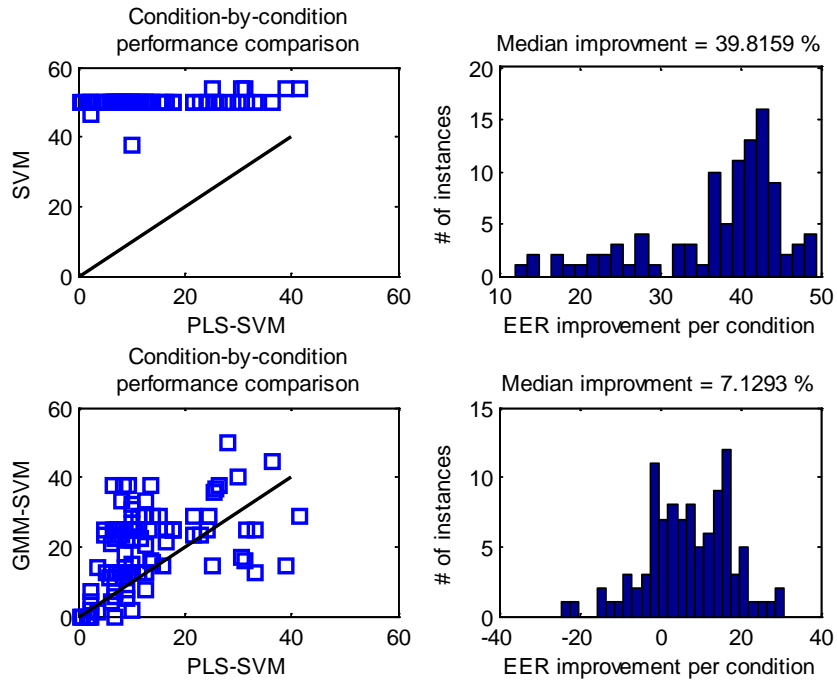 Condition-by-condition
performance comparison
60
40
20
0
0
20
40
60
SVM
PLS-SVM
Median improvment = 39.8159 %
20
15
10
5
0
10
20
30
40
50
# of instances
EER improvement per condition
Condition-by-condition
performance comparison
60
40
20
0
0
20
40
60
GMM-SVM
PLS-SVM
Median improvment = 7.1293 %
15
10
5
0
-40
-20
0
20
40
# of instances
EER improvement per condition